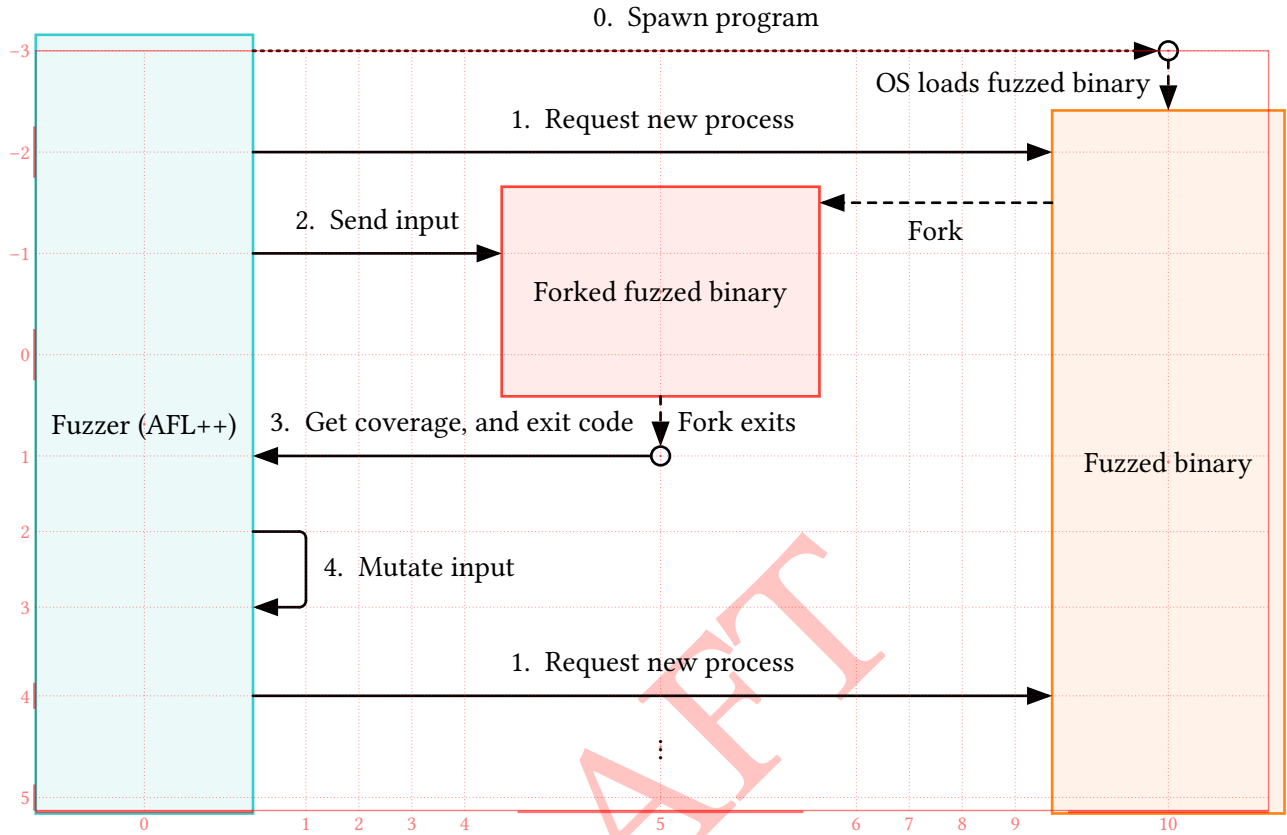 0. Spawn program
−3
OS loads fuzzed binary
1. Request new process
−2
2. Send input
Fork
−1
Forked fuzzed binary
0
Fuzzer (AFL++)
3. Get coverage, and exit code
Fork exits
1
Fuzzed binary
2
4. Mutate input
3
1. Request new process
4
⋮
5
0 1 2 3 4 5 6 7 8 9 10
AFT